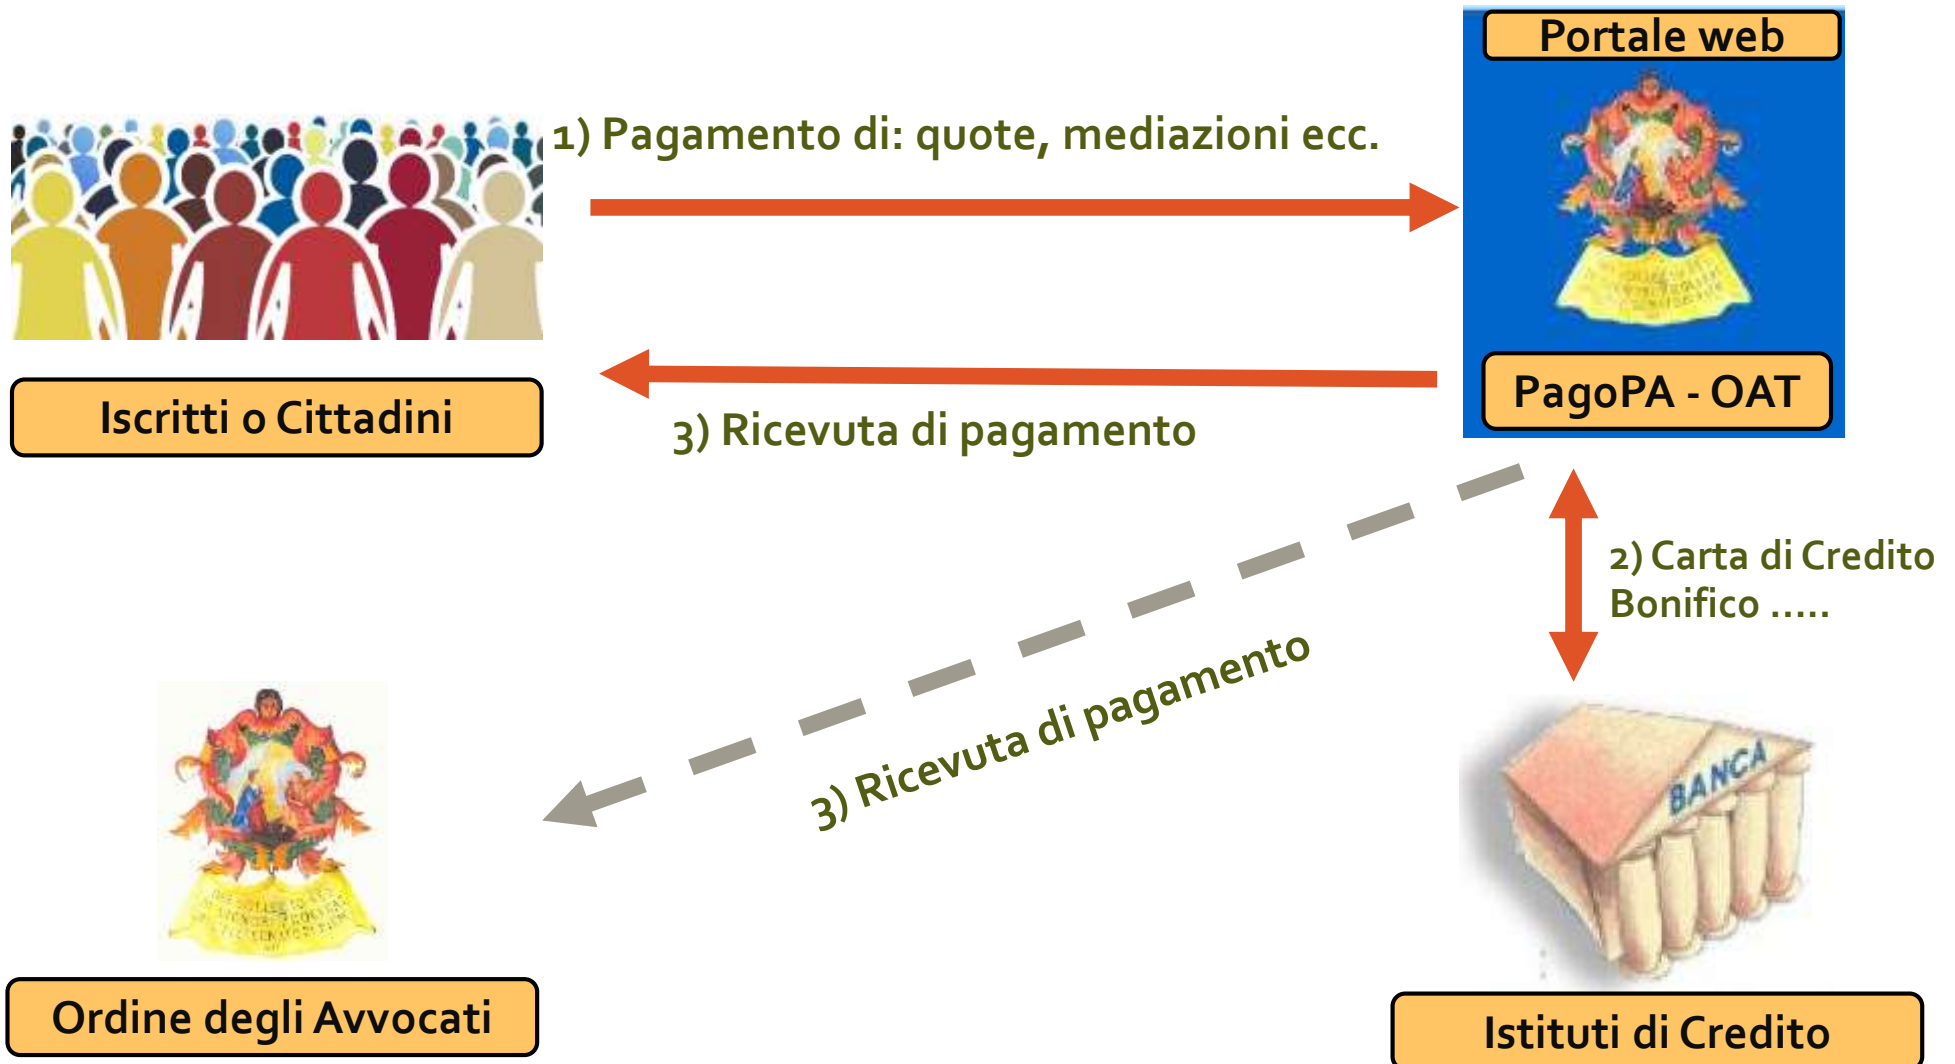 Portale web
1) Pagamento di: quote, mediazioni ecc.
PagoPA - OAT
Iscritti o Cittadini
3) Ricevuta di pagamento
2) Carta di Credito
Bonifico .....
3) Ricevuta di pagamento
BANCA
Ordine degli Avvocati
Istituti di Credito